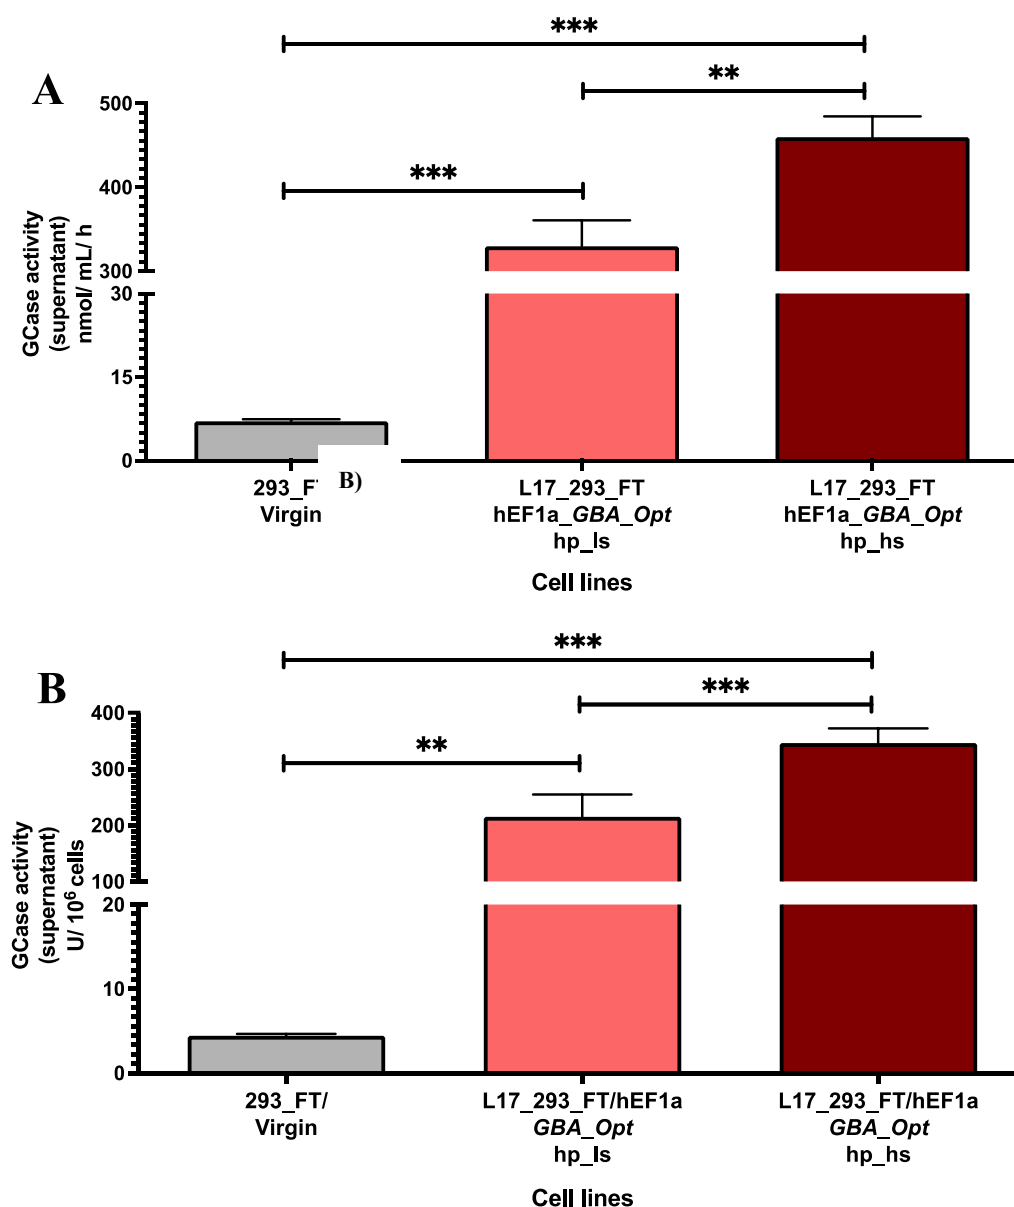 ***
A
**
500
***
400
300
30
15
0
GCase activity
(supernatant)
nmol/ mL/ h
293_F
Virgin
B)
L17_293_FT
hEF1a_GBA_Opt
hp_ls
L17_293_FT
hEF1a_GBA_Opt
hp_hs
Cell lines
***
B
***
400
**
300
200
100
20
10
0
GCase activity
(supernatant)
U/ 10⁶ cells
293_FT/
Virgin
L17_293_FT/hEF1a
GBA_Opt
hp_ls
L17_293_FT/hEF1a
GBA_Opt
hp_hs
Cell lines